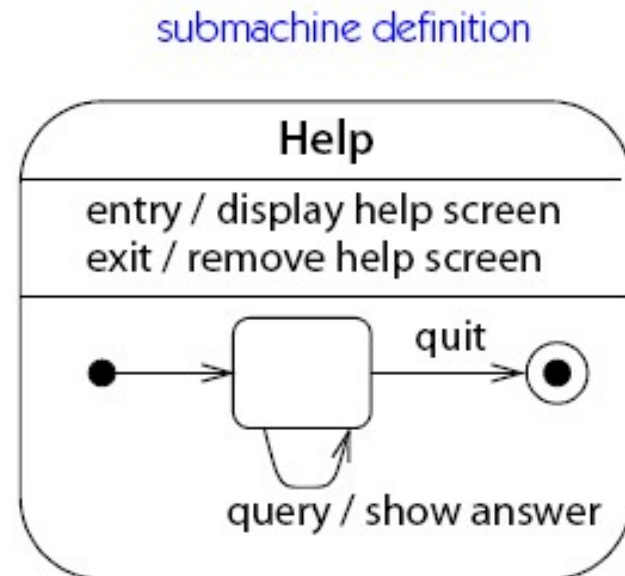 submachine definition
Help
entry / display help screen
exit / remove help screen
quit
query / show answer